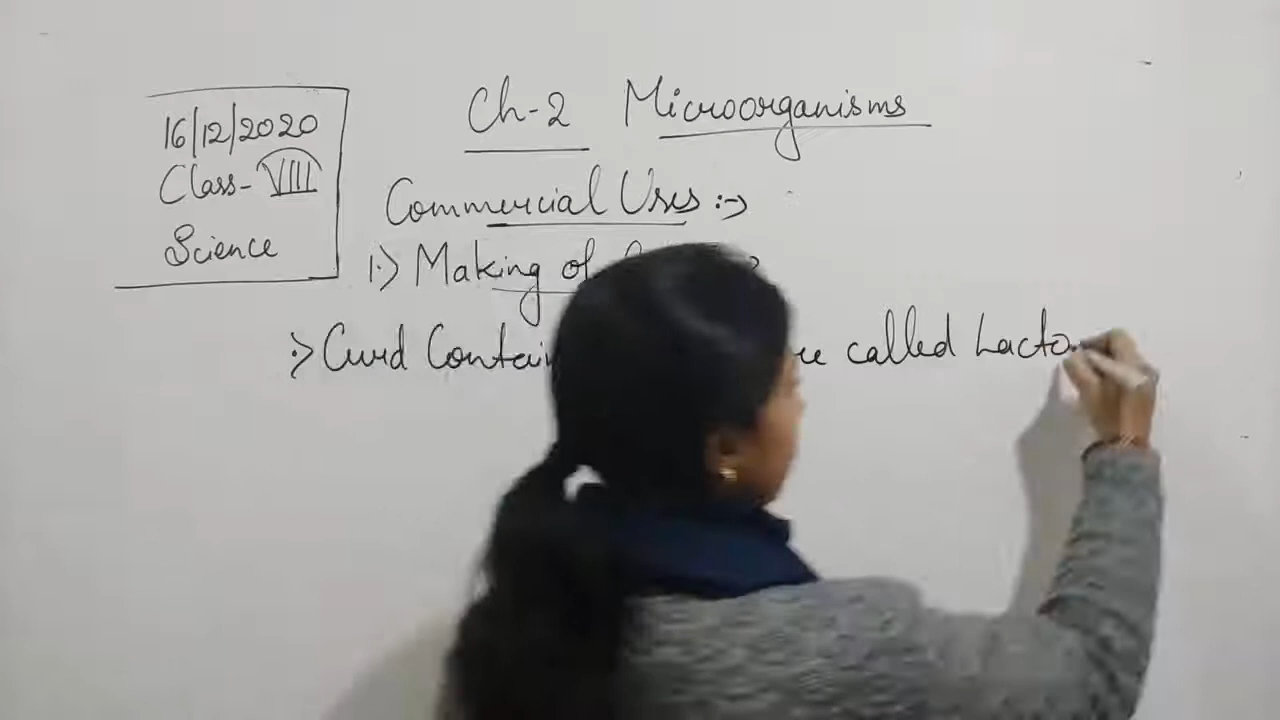 16/12/2020
Class- VIII
Science
Ch-2 Microorganisms
Commercial Uses :->
1.> Making of
:> Curd Contain called Lacto